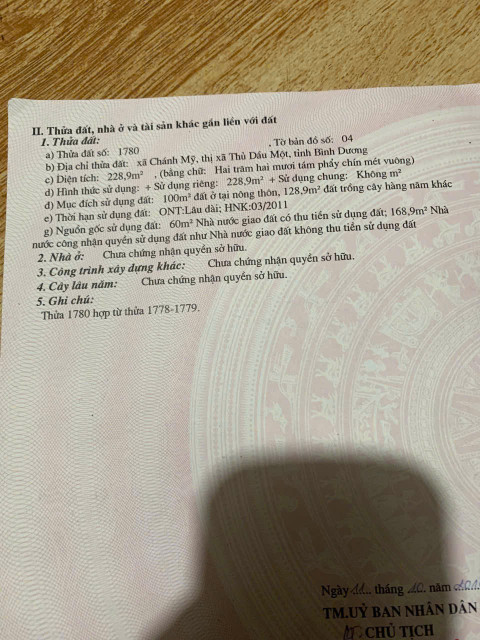 II. Thửa đất, nhà ở và tài sản khác gắn liền với đất
1. Thửa đất:
a) Thửa đất số: 1780 , Tờ bản đồ số: 04
b) Địa chỉ thửa đất: xã Chánh Mỹ, thị xã Thủ Dầu Một, tỉnh Bình Dương
c) Diện tích: 228,9m² , (bằng chữ: Hai trăm hai mươi tám phẩy chín mét vuông)
d) Hình thức sử dụng: + Sử dụng riêng: 228,9m² + Sử dụng chung: Không m²
đ) Mục đích sử dụng đất: 100m² đất ở tại nông thôn, 128,9m² đất trồng cây hàng năm khác
e) Thời hạn sử dụng đất: ONT:Lâu dài; HNK:03/2011
g) Nguồn gốc sử dụng đất: 60m² Nhà nước giao đất có thu tiền sử dụng đất; 168,9m² Nhà
nước công nhận quyền sử dụng đất như Nhà nước giao đất không thu tiền sử dụng đất
2. Nhà ở: Chưa chứng nhận quyền sở hữu.
3. Công trình xây dựng khác: Chưa chứng nhận quyền sở hữu.
4. Cây lâu năm: Chưa chứng nhận quyền sở hữu.
5. Ghi chú:
Thửa 1780 hợp từ thửa 1778-1779.
Ngày 11 tháng 10 năm
TM.UỶ BAN NHÂN DÂN
CHỦ TỊCH